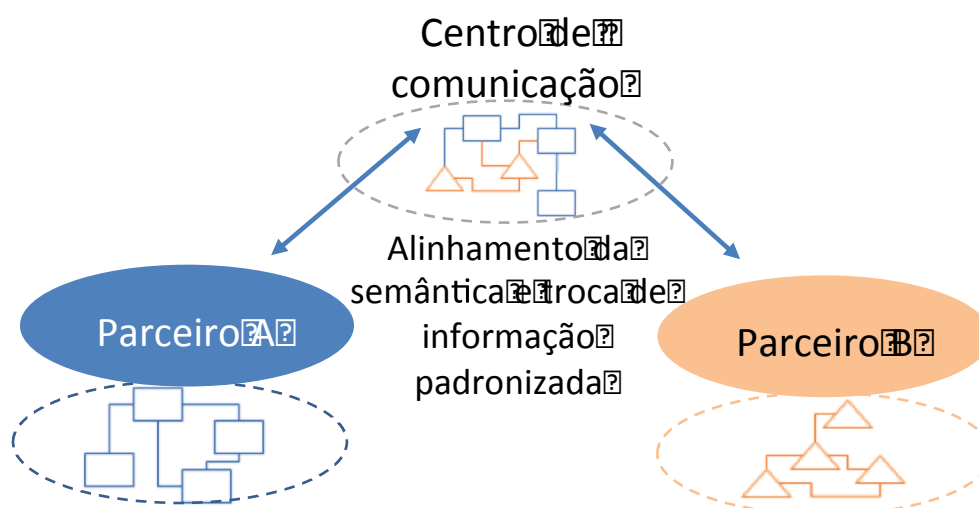 Centro de
comunicação
Alinhamento da
semântica e troca de
informação
padronizada
Parceiro A
Parceiro B